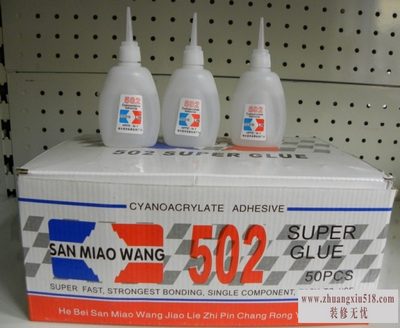 502
502
502
502 SUPER GLUE
CYANOACRYLATE ADHESIVE
SAN MIAO WANG
502
SUPER
GLUE
50PCS
SUPER FAST, STRONGEST BONDING, SINGLE COMPONENT,
He Bei San Miao Wang Jiao Lie Zhi Pin Chang Rong
www.zhuangxiu518.com
装修无忧